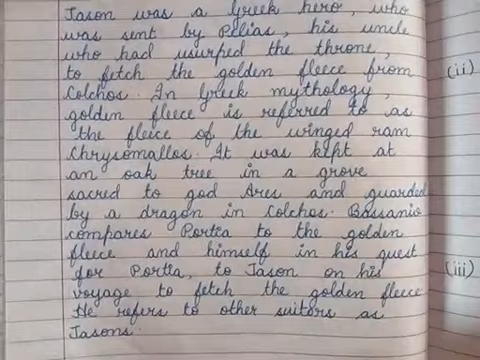 Jason was a Greek hero, who
was sent by Pelias, his uncle
who had usurped the throne,
to fetch the golden fleece from
Colchos. In Greek mythology,
golden fleece is referred to as
the fleece of the winged ram
Chrysomallos. It was kept at
an oak tree in a grove
sacred to god Ares and guarded
by a dragon in Colchos. Bassanio
compares Portia to the golden
fleece and himself in his quest
for Portia, to Jason on his
voyage to fetch the golden fleece.
He refers to other suitors as
Jasons.
(ii)
(iii)